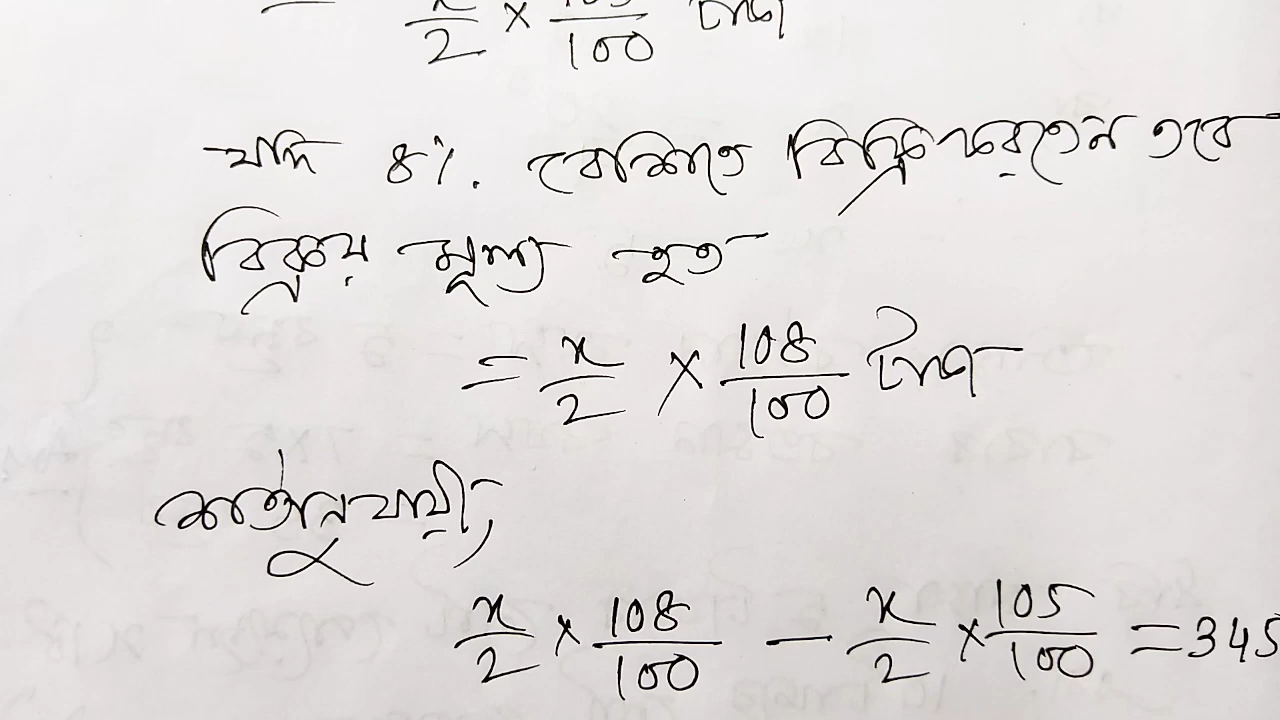 = x/2 × 105/100 টাকা
যদি 8%. বেশিতে বিক্রি করতেন তবে
বিক্রয় মূল্য হত
= x/2 × 108/100 টাকা
শর্তানুযায়ী,
x/2 × 108/100 - x/2 × 105/100 = 345